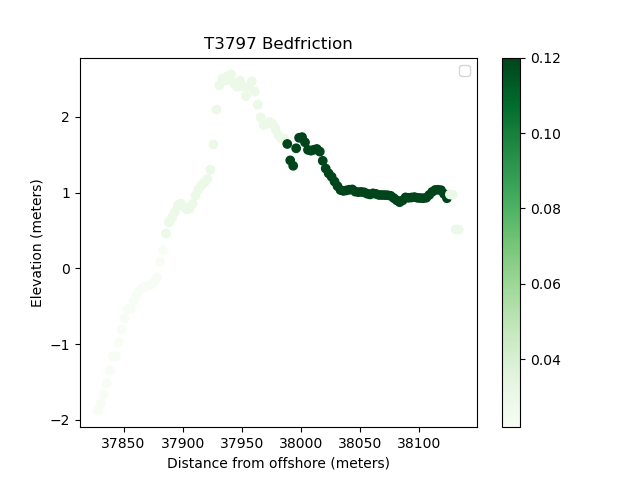 T3797 Bedfriction
Elevation (meters)
2
1
0
−1
−2
37850 37900 37950 38000 38050 38100
Distance from offshore (meters)
0.12
0.10
0.08
0.06
0.04